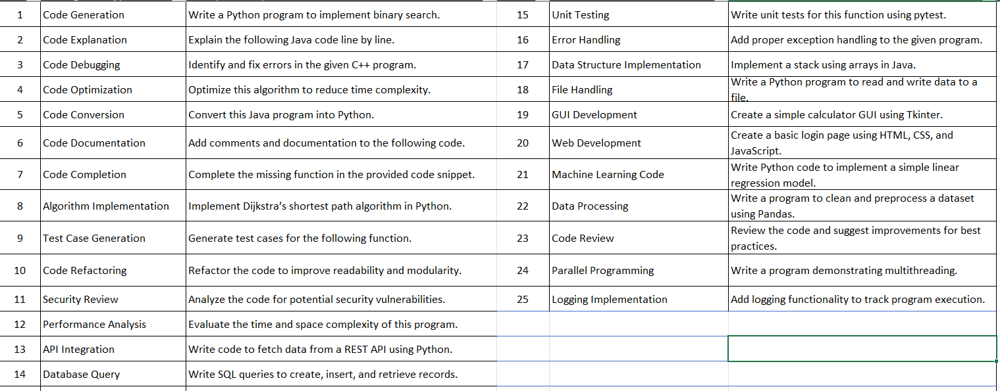 1 Code Generation Write a Python program to implement binary search. 15 Unit Testing Write unit tests for this function using pytest.
2 Code Explanation Explain the following Java code line by line. 16 Error Handling Add proper exception handling to the given program.
3 Code Debugging Identify and fix errors in the given C++ program. 17 Data Structure Implementation Implement a stack using arrays in Java.
4 Code Optimization Optimize this algorithm to reduce time complexity. 18 File Handling Write a Python program to read and write data to a
file.
5 Code Conversion Convert this Java program into Python. 19 GUI Development Create a simple calculator GUI using Tkinter.
6 Code Documentation Add comments and documentation to the following code. 20 Web Development Create a basic login page using HTML, CSS, and
JavaScript.
7 Code Completion Complete the missing function in the provided code snippet. 21 Machine Learning Code Write Python code to implement a simple linear
regression model.
8 Algorithm Implementation Implement Dijkstra’s shortest path algorithm in Python. 22 Data Processing Write a program to clean and preprocess a dataset
using Pandas.
9 Test Case Generation Generate test cases for the following function. 23 Code Review Review the code and suggest improvements for best
practices.
10 Code Refactoring Refactor the code to improve readability and modularity. 24 Parallel Programming Write a program demonstrating multithreading.
11 Security Review Analyze the code for potential security vulnerabilities. 25 Logging Implementation Add logging functionality to track program execution.
12 Performance Analysis Evaluate the time and space complexity of this program.
13 API Integration Write code to fetch data from a REST API using Python.
14 Database Query Write SQL queries to create, insert, and retrieve records.